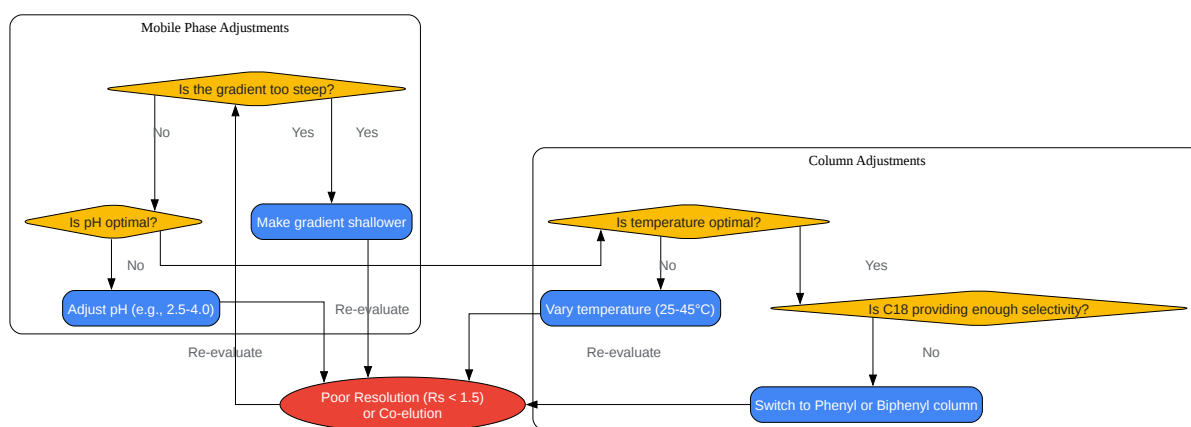 Mobile Phase Adjustments
Is the gradient too steep?
No
Yes
Yes
Is pH optimal?
Make gradient shallower
No
Adjust pH (e.g., 2.5-4.0)
Re-evaluate
Re-evaluate
Column Adjustments
Is temperature optimal?
No
Yes
Vary temperature (25-45°C)
Is C18 providing enough selectivity?
Re-evaluate
No
Poor Resolution (Rs < 1.5)
or Co-elution
Switch to Phenyl or Biphenyl column